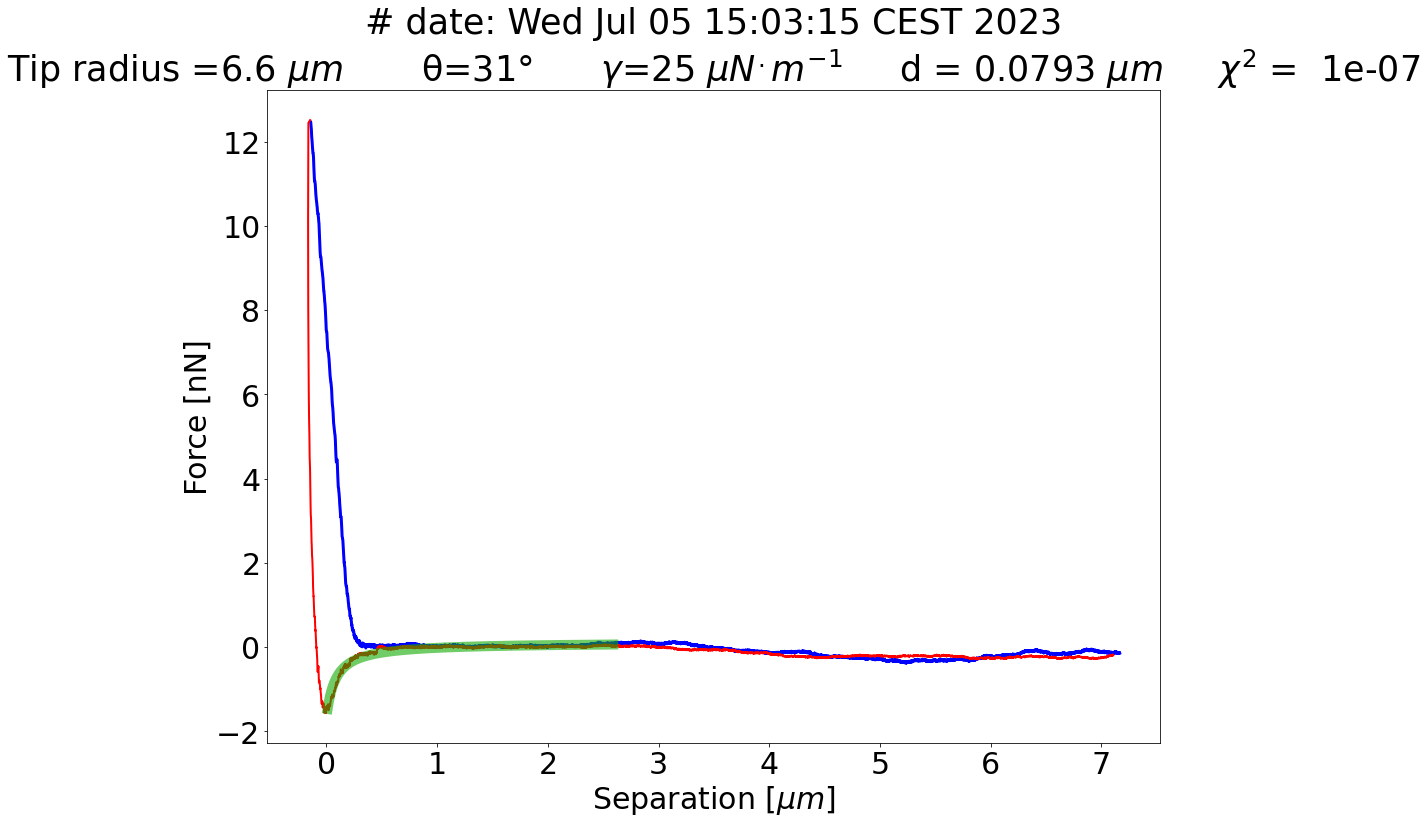 # date: Wed Jul 05 15:03:15 CEST 2023
Tip radius =6.6 μm θ=31° γ=25 μN·m⁻¹ d = 0.0793 μm χ² = 1e-07
12
10
8
6
4
2
0
−2
Force [nN]
0 1 2 3 4 5 6 7
Separation [μm]